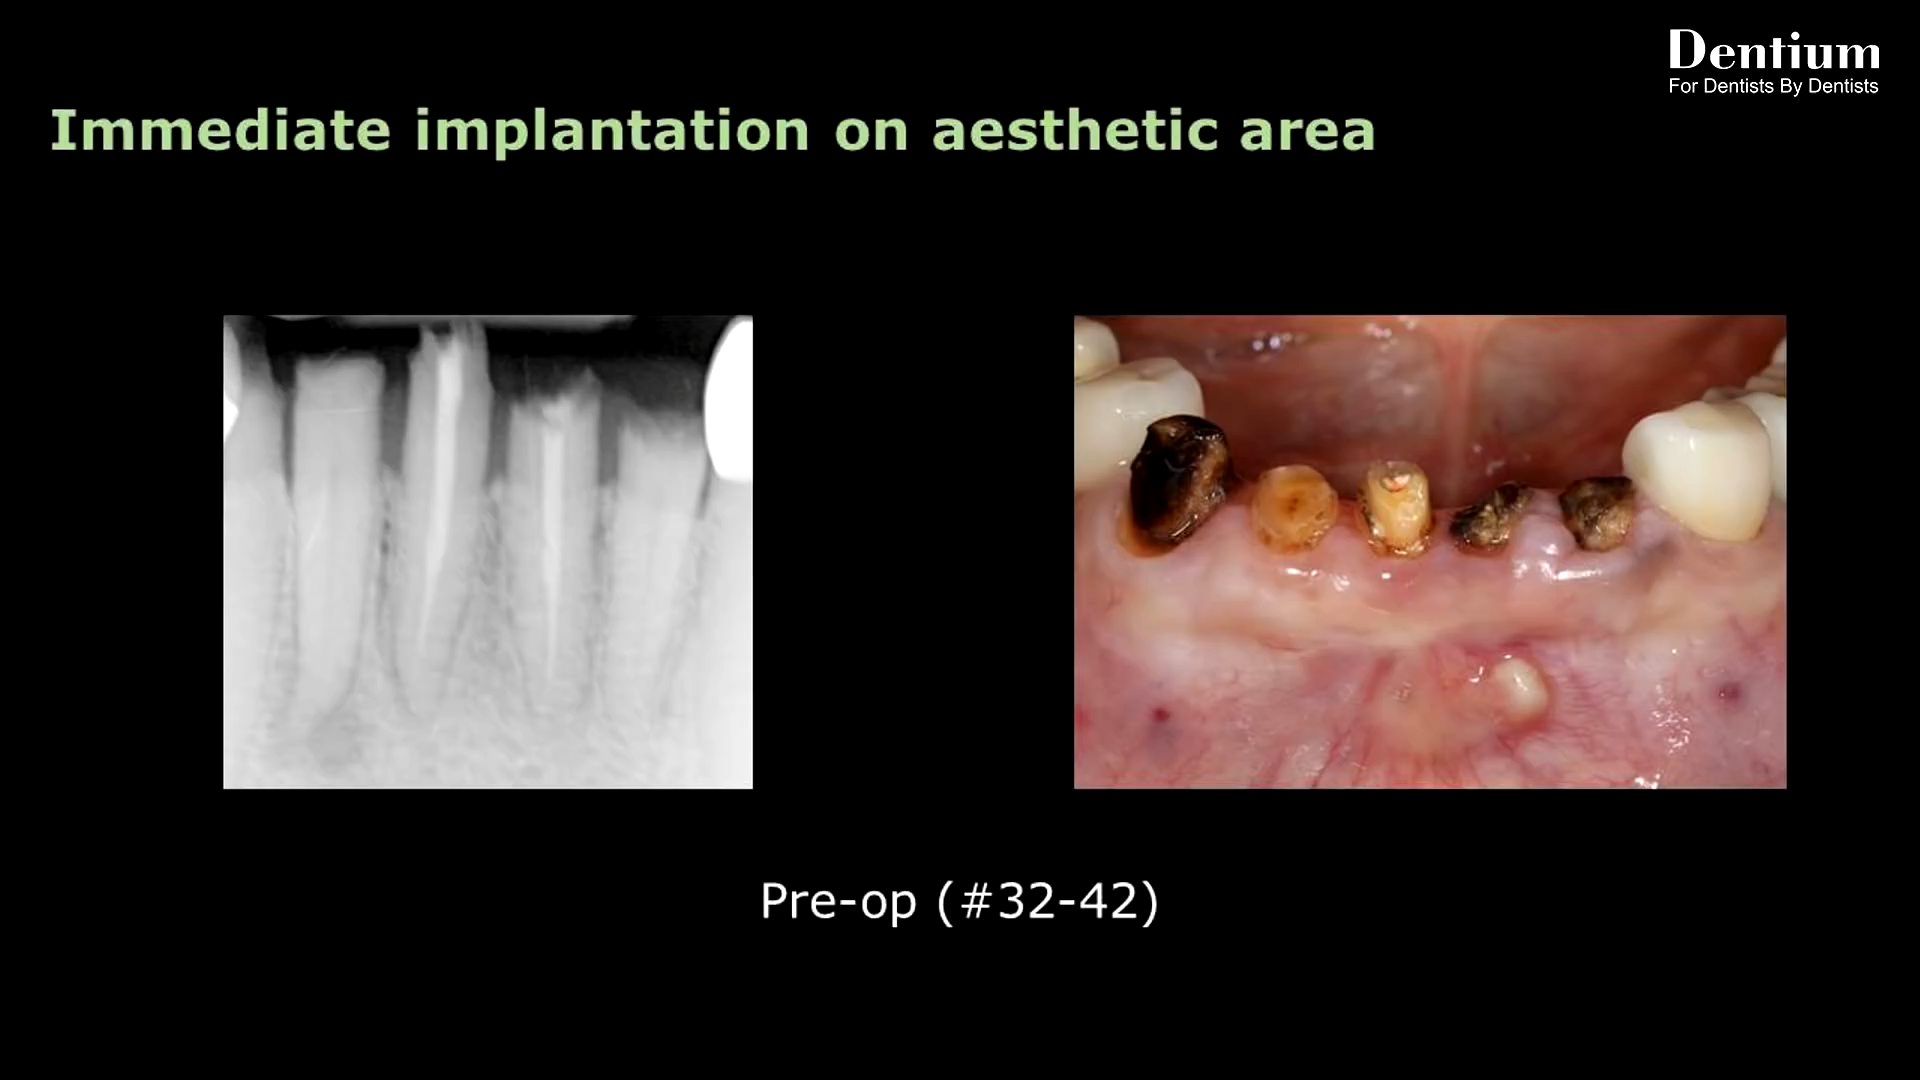 Dentium
For Dentists By Dentists
Immediate implantation on aesthetic area
Pre-op (#32-42)